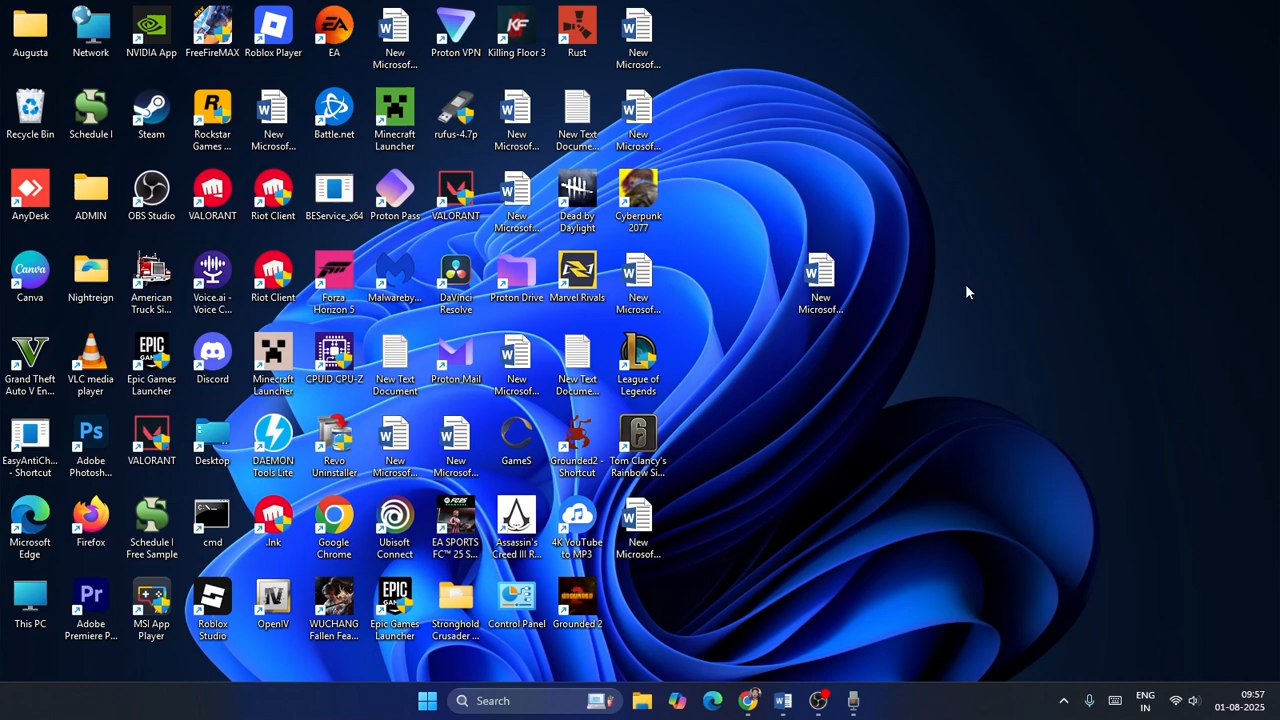 Augusta
Network
NVIDIA App
FreeFireMAX
Roblox Player
EA
New
Microsof...
Proton VPN
Killing Floor 3
Rust
New
Microsof...
Recycle Bin
Schedule I
Steam
Rockstar
Games ...
New
Microsof...
Battle.net
Minecraft
Launcher
rufus-4.7p
New
Microsof...
New Text
Docume...
New
Microsof...
AnyDesk
ADMIN
OBS Studio
VALORANT
Riot Client
BEService_x64
Proton Pass
VALORANT
New
Microsof...
Dead by
Daylight
Cyberpunk
2077
Canva
Nightreign
American
Truck Si...
Voice.ai -
Voice C...
Riot Client
Forza
Horizon 5
Malwareby...
DaVinci
Resolve
Proton Drive
Marvel Rivals
New
Microsof...
New
Microsof...
Grand Theft
Auto V En...
VLC media
player
Epic Games
Launcher
Discord
Minecraft
Launcher
CPUID CPU-Z
New Text
Document
Proton Mail
New
Microsof...
New Text
Docume...
League of
Legends
EasyAntiCh...
- Shortcut
Adobe
Photosh...
VALORANT
Desktop
DAEMON
Tools Lite
Revo
Uninstaller
New
Microsof...
New
Microsof...
GameS
Grounded2 -
Shortcut
Tom Clancy's
Rainbow Si...
Microsoft
Edge
Firefox
Schedule I
Free Sample
cmd
.lnk
Google
Chrome
Ubisoft
Connect
EA SPORTS
FC™ 25 S...
Assassin's
Creed III R...
4K YouTube
to MP3
New
Microsof...
This PC
Adobe
Premiere P...
MSI App
Player
Roblox
Studio
OpenIV
WUCHANG
Fallen Fea...
Epic Games
Launcher
Stronghold
Crusader ...
Control Panel
Grounded 2
Search
ENG
IN
09:57
01-08-2025